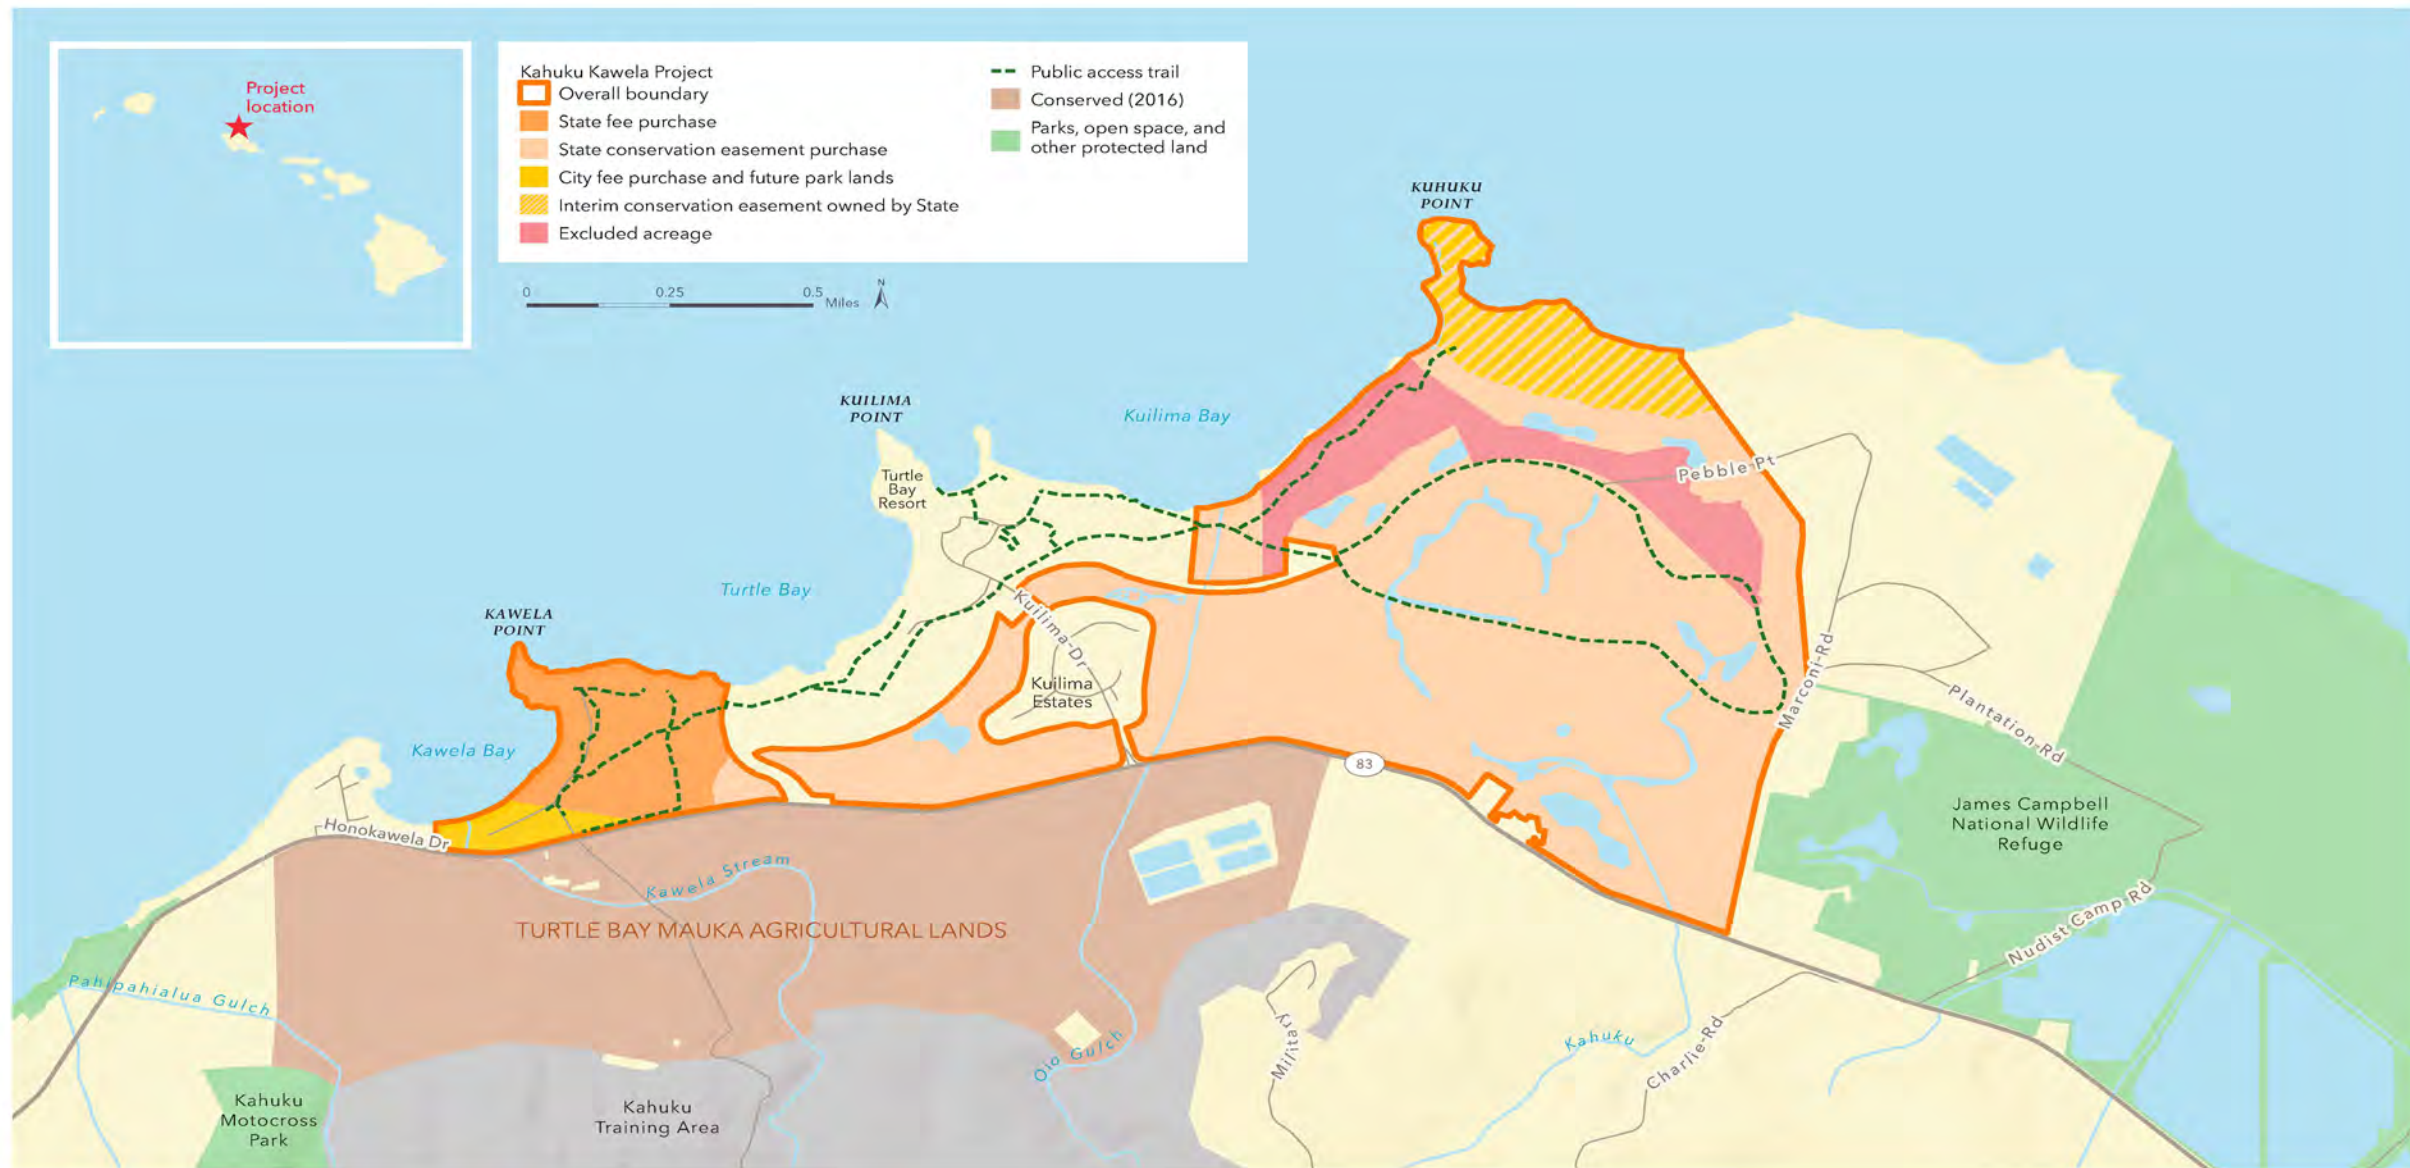 Project
location
Kahuku Kawela Project
Overall boundary
State fee purchase
State conservation easement purchase
City fee purchase and future park lands
Interim conservation easement owned by State
Excluded acreage
Public access trail
Conserved (2016)
Parks, open space, and
other protected land
0 0.25 0.5 Miles
N
KUHUKU
POINT
KUILIMA
POINT
Kuilima Bay
Turtle
Bay
Resort
Pebble Pt
Turtle Bay
KAWELA
POINT
Kuilima Dr
Kuilima
Estates
Marconi Rd
Plantation Rd
Kawela Bay
83
Honokawela Dr
James Campbell
National Wildlife
Refuge
Kawela Stream
TURTLE BAY MAUKA AGRICULTURAL LANDS
Nudist Camp Rd
Pahipahialua Gulch
Oio Gulch
Military
Kahuku
Charlie Rd
Kahuku
Motocross
Park
Kahuku
Training Area